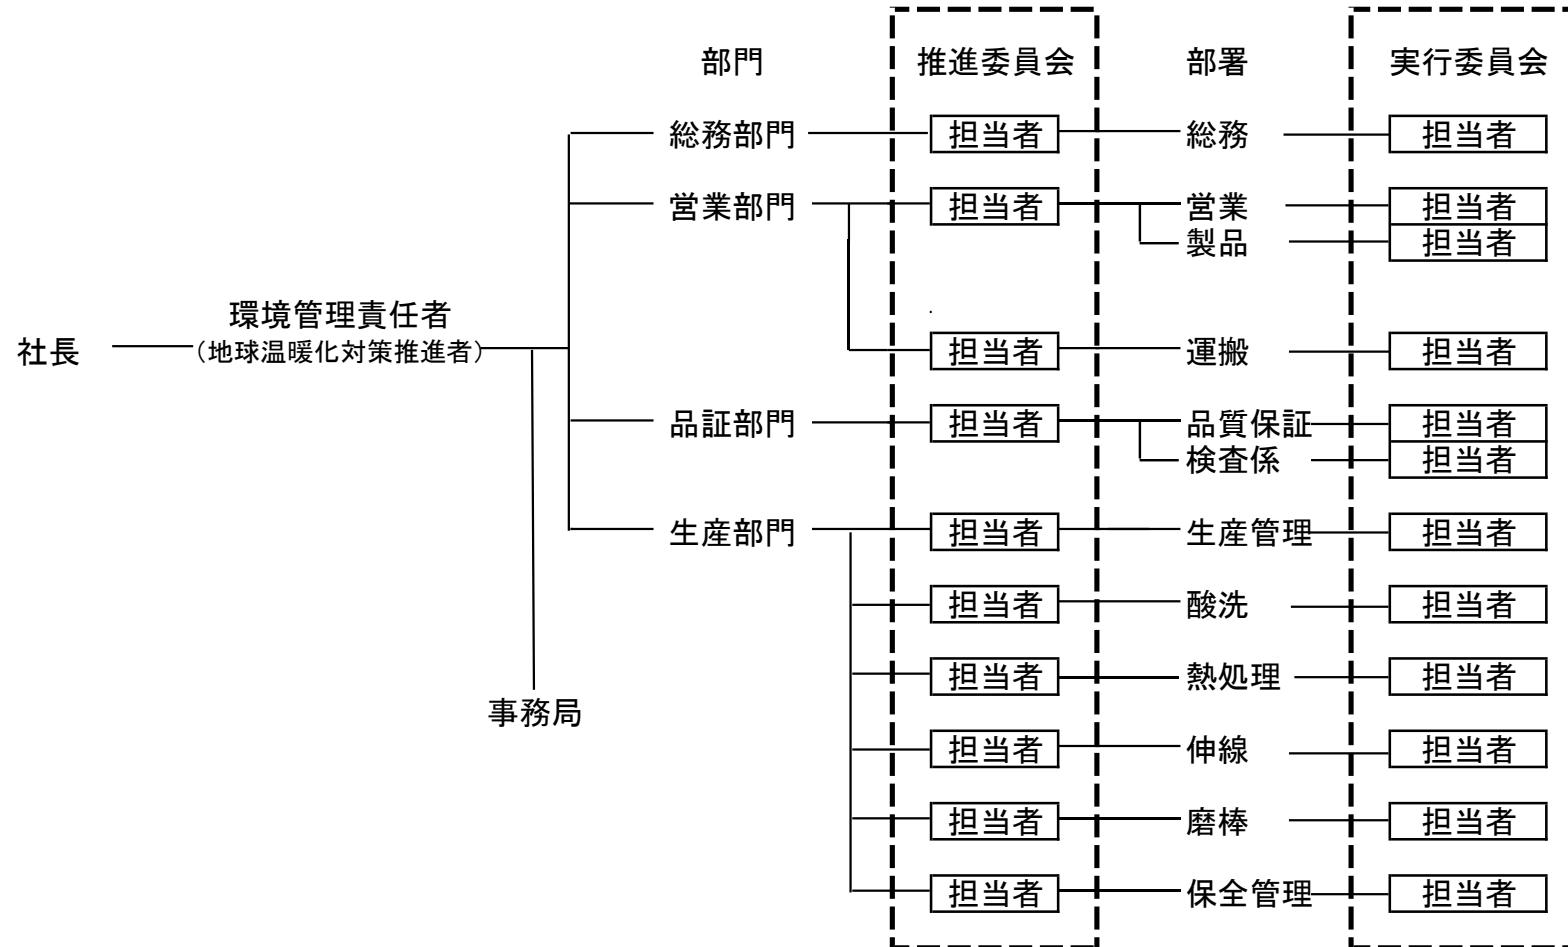 部門 推進委員会 部署 実行委員会
総務部門 担当者 総務 担当者
営業部門 担当者 営業 担当者
製品 担当者
環境管理責任者
社長 (地球温暖化対策推進者) 担当者 運搬 担当者
品証部門 担当者 品質保証 担当者
検査係 担当者
生産部門 担当者 生産管理 担当者
担当者 酸洗 担当者
担当者 熱処理 担当者
事務局
担当者 伸線 担当者
担当者 磨棒 担当者
担当者 保全管理 担当者